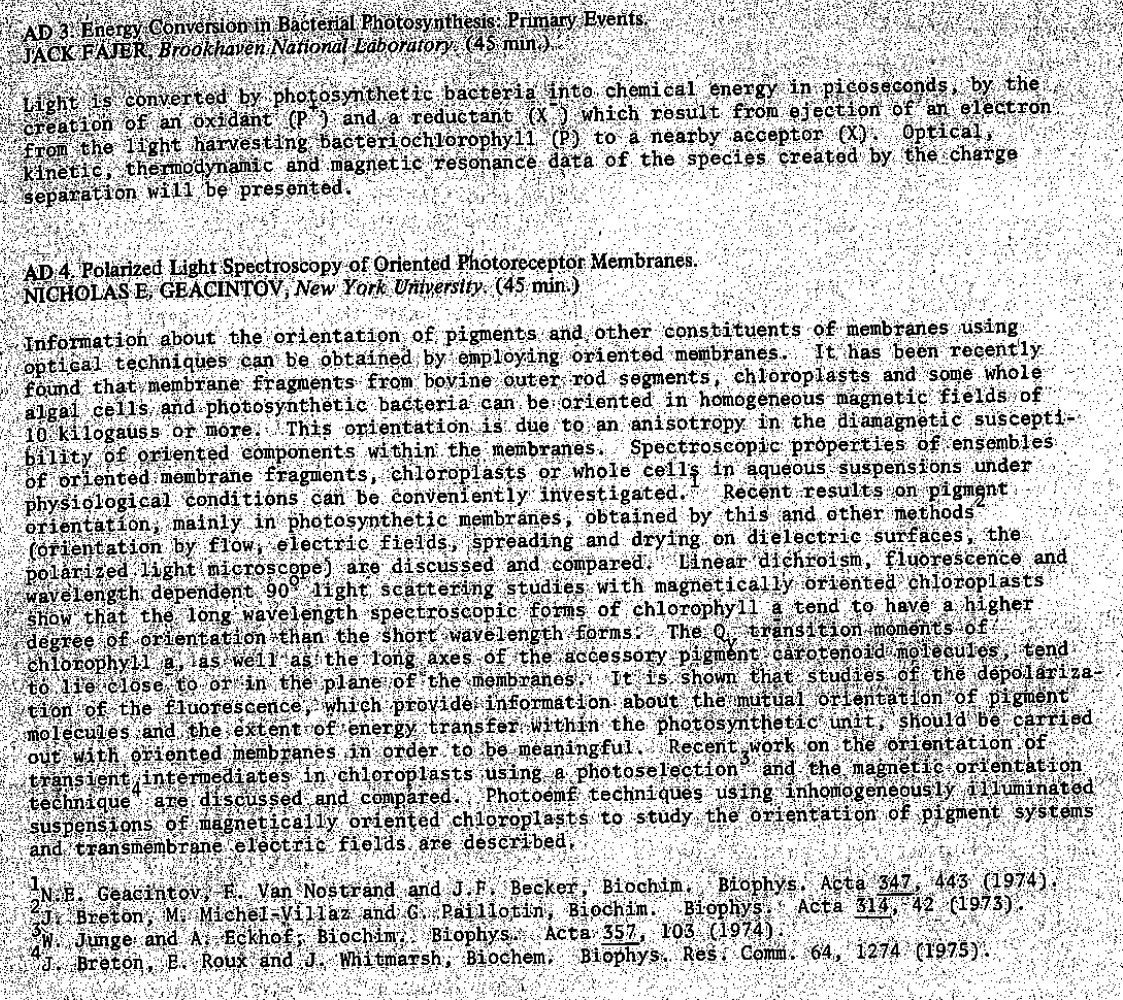 AD 3. Energy Conversion in Bacterial Photosynthesis: Primary Events.
JACK FAJER, Brookhaven National Laboratory. (45 min.)
Light is converted by photosynthetic bacteria into chemical energy in picoseconds, by the
creation of an oxidant (P⁺) and a reductant (X⁻) which result from ejection of an electron
from the light harvesting bacteriochlorophyll (P) to a nearby acceptor (X). Optical,
kinetic, thermodynamic and magnetic resonance data of the species created by the charge
separation will be presented.
AD 4. Polarized Light Spectroscopy of Oriented Photoreceptor Membranes.
NICHOLAS E. GEACINTOV, New York University. (45 min.)
Information about the orientation of pigments and other constituents of membranes using
optical techniques can be obtained by employing oriented membranes. It has been recently
found that membrane fragments from bovine outer rod segments, chloroplasts and some whole
algal cells and photosynthetic bacteria can be oriented in homogeneous magnetic fields of
10 kilogauss or more. This orientation is due to an anisotropy in the diamagnetic suscepti-
bility of oriented components within the membranes. Spectroscopic properties of ensembles
of oriented membrane fragments, chloroplasts or whole cells in aqueous suspensions under
physiological conditions can be conveniently investigated.¹ Recent results on pigment
orientation, mainly in photosynthetic membranes, obtained by this and other methods²
(orientation by flow, electric fields, spreading and drying on dielectric surfaces, the
polarized light microscope) are discussed and compared. Linear dichroism, fluorescence and
wavelength dependent 90° light scattering studies with magnetically oriented chloroplasts
show that the long wavelength spectroscopic forms of chlorophyll a tend to have a higher
degree of orientation than the short wavelength forms. The Qy transition moments of
chlorophyll a, as well as the long axes of the accessory pigment carotenoid molecules, tend
to lie close to or in the plane of the membranes. It is shown that studies of the depolariza-
tion of the fluorescence, which provide information about the mutual orientation of pigment
molecules and the extent of energy transfer within the photosynthetic unit, should be carried
out with oriented membranes in order to be meaningful. Recent work on the orientation of
transient intermediates in chloroplasts using a photoselection³ and the magnetic orientation
technique⁴ are discussed and compared. Photoemf techniques using inhomogeneously illuminated
suspensions of magnetically oriented chloroplasts to study the orientation of pigment systems
and transmembrane electric fields are described.
¹N.E. Geacintov, F. Van Nostrand and J.F. Becker, Biochim. Biophys. Acta 347, 443 (1974).
²J. Breton, M. Michel-Villaz and G. Paillotin, Biochim. Biophys. Acta 314, 42 (1973).
³W. Junge and A. Eckhof, Biochim. Biophys. Acta 357, 103 (1974).
⁴J. Breton, E. Roux and J. Whitmarsh, Biochem. Biophys. Res. Comm. 64, 1274 (1975).